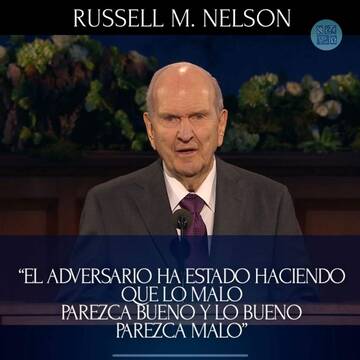 RUSSELL M. NELSON
“EL ADVERSARIO HA ESTADO HACIENDO
QUE LO MALO
PAREZCA BUENO Y LO BUENO
PAREZCA MALO”